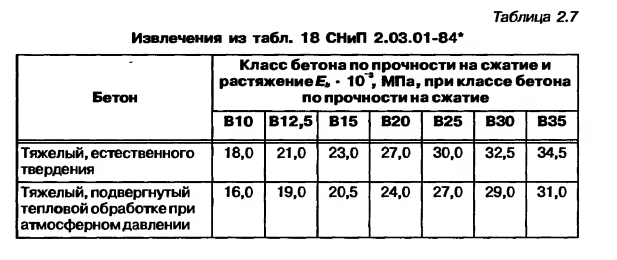 Таблица 2.7
Извлечения из табл. 18 СНиП 2.03.01-84*
Бетон
Класс бетона по прочности на сжатие и
растяжение Eь · 10⁻³, МПа, при классе бетона
по прочности на сжатие
B10 B12,5 B15 B20 B25 B30 B35
Тяжелый, естественного
твердения
18,0 21,0 23,0 27,0 30,0 32,5 34,5
Тяжелый, подвергнутый
тепловой обработке при
атмосферном давлении
16,0 19,0 20,5 24,0 27,0 29,0 31,0